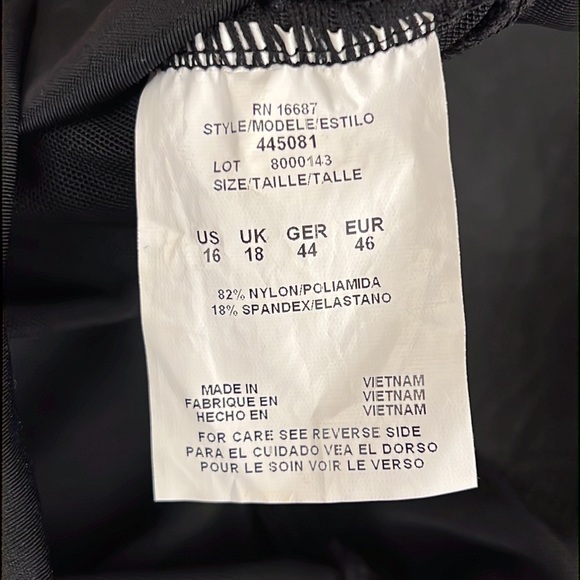 RN 16687
STYLE/MODELE/ESTILO
445081
LOT 8000143
SIZE/TAILLE/TALLE
US UK GER EUR
16 18 44 46
82% NYLON/POLIAMIDA
18% SPANDEX/ELASTANO
MADE IN VIETNAM
FABRIQUE EN VIETNAM
HECHO EN VIETNAM
FOR CARE SEE REVERSE SIDE
PARA EL CUIDADO VEA EL DORSO
POUR LE SOIN VOIR LE VERSO